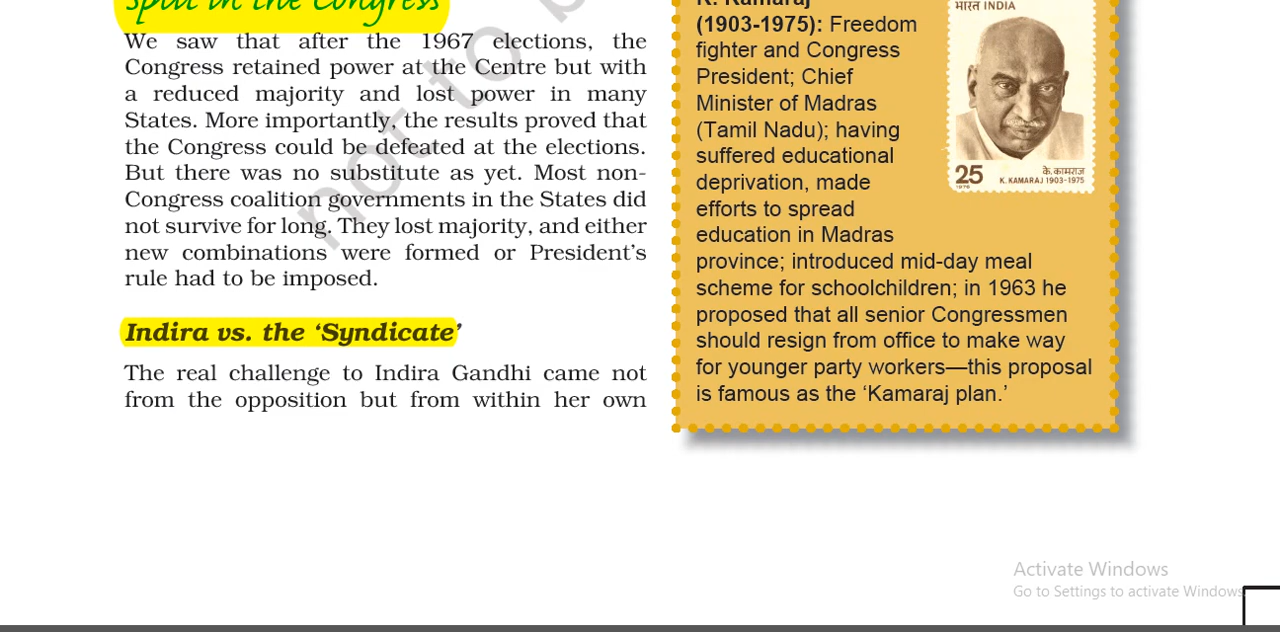 Split in the Congress
We saw that after the 1967 elections, the
Congress retained power at the Centre but with
a reduced majority and lost power in many
States. More importantly, the results proved that
the Congress could be defeated at the elections.
But there was no substitute as yet. Most non-
Congress coalition governments in the States did
not survive for long. They lost majority, and either
new combinations were formed or President’s
rule had to be imposed.
Indira vs. the ‘Syndicate’
The real challenge to Indira Gandhi came not
from the opposition but from within her own
not to b
K. Kamaraj
(1903-1975): Freedom
fighter and Congress
President; Chief
Minister of Madras
(Tamil Nadu); having
suffered educational
deprivation, made
efforts to spread
education in Madras
province; introduced mid-day meal
scheme for schoolchildren; in 1963 he
proposed that all senior Congressmen
should resign from office to make way
for younger party workers—this proposal
is famous as the ‘Kamaraj plan.’
भारत INDIA
25
1976
के. कामराज
K. KAMARAJ 1903-1975
Activate Windows
Go to Settings to activate Windows.